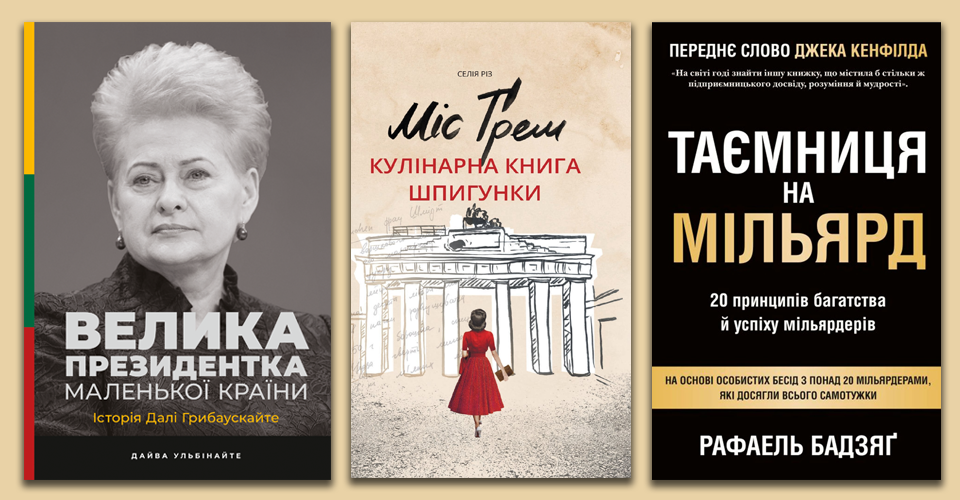 ВЕЛИКА
ПРЕЗИДЕНТКА
МАЛЕНЬКОЇ КРАЇНИ
Історія Далі Грибаускайте
ДАЙВА УЛЬБІНАЙТЕ
СЕЛІЯ РІЗ
Міс Ґрем
КУЛІНАРНА КНИГА
ШПИГУНКИ
ПЕРЕДНЄ СЛОВО ДЖЕКА КЕНФІЛДА
«На світі годі знайти іншу книжку, що містила б стільки ж
підприємницького досвіду, розуміння й мудрості».
ТАЄМНИЦЯ
НА
МІЛЬЯРД
20 принципів багатства
й успіху мільярдерів
НА ОСНОВІ ОСОБИСТИХ БЕСІД З ПОНАД 20 МІЛЬЯРДЕРАМИ,
ЯКІ ДОСЯГЛИ ВСЬОГО САМОТУЖКИ
РАФАЕЛЬ БАДЗЯҐ